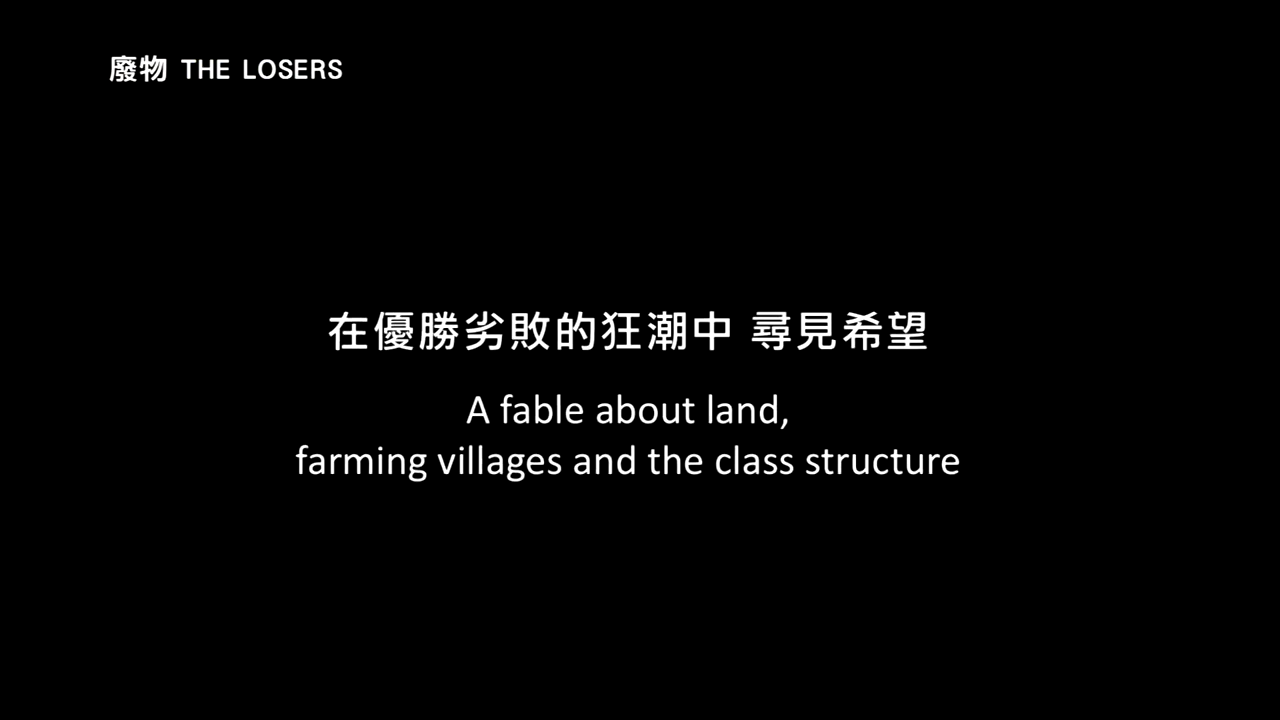 廢物 THE LOSERS
在優勝劣敗的狂潮中 尋見希望
A fable about land,
farming villages and the class structure